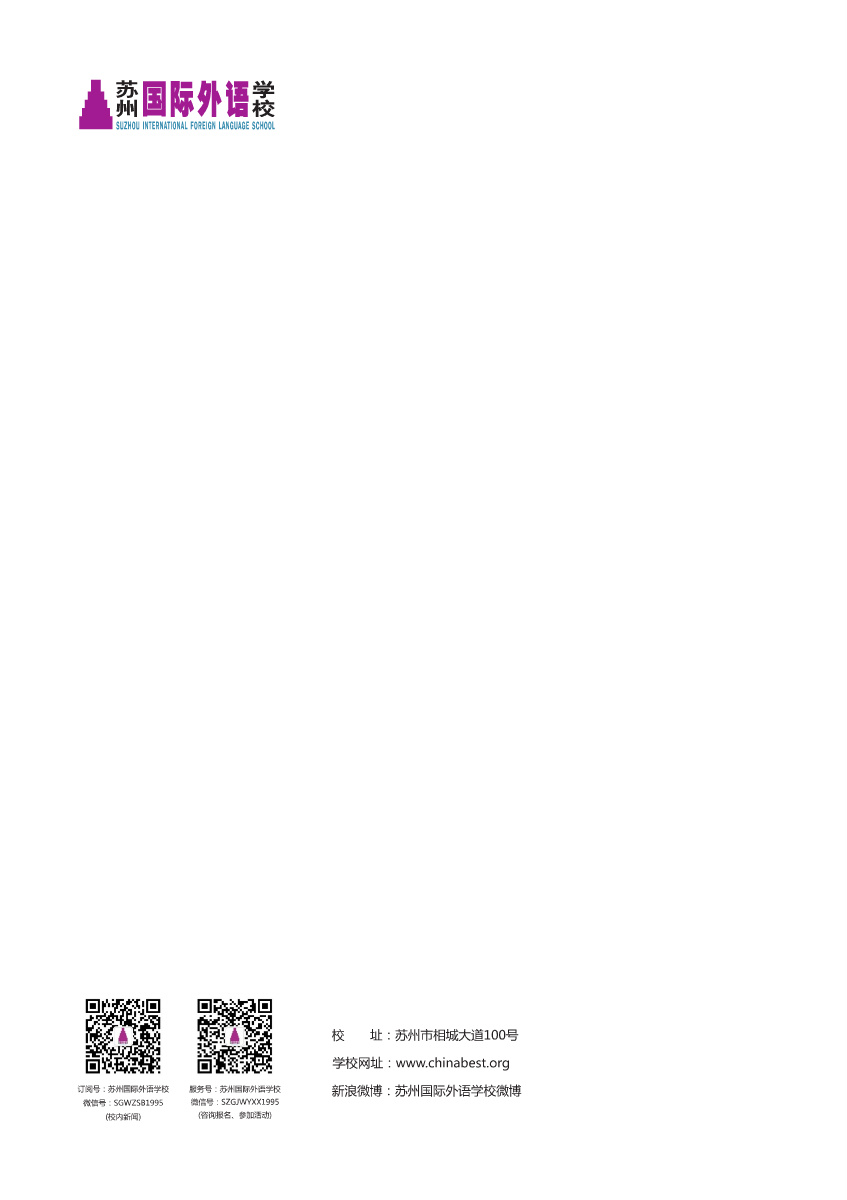 苏州国际外语学校
SUZHOU INTERNATIONAL FOREIGN LANGUAGE SCHOOL
订阅号：苏州国际外语学校
微信号：SGWZSB1995
(校内新闻)
服务号：苏州国际外语学校
微信号：SZGJWYXX1995
(咨询报名、参加活动)
校　　址：苏州市相城大道100号
学校网址：www.chinabest.org
新浪微博：苏州国际外语学校微博